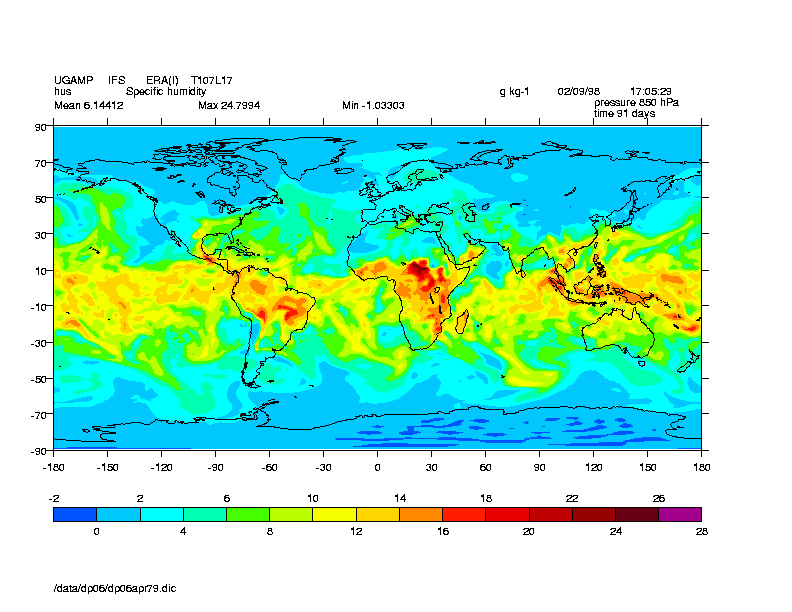 UGAMP IFS ERA(I) T107L17
hus Specific humidity g kg-1 02/09/98 17:05:29
Mean 6.14412 Max 24.7994 Min -1.03303 pressure 850 hPa
time 91 days
90
70
50
30
10
-10
-30
-50
-70
-90
-180 -150 -120 -90 -60 -30 0 30 60 90 120 150 180
-2 2 6 10 14 18 22 26
0 4 8 12 16 20 24 28
/data/dp06/dp06apr79.dic